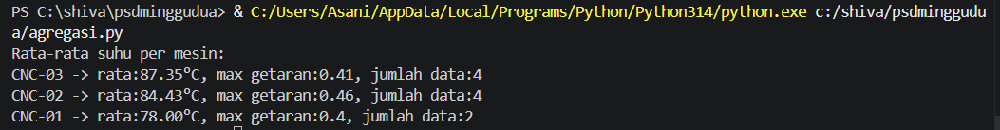 PS C:\shiva\psdminggudua> & C:/Users/Asani/AppData/Local/Programs/Python/Python314/python.exe c:/shiva/psdminggudu
a/agregasi.py
Rata-rata suhu per mesin:
CNC-03 -> rata:87.35°C, max getaran:0.41, jumlah data:4
CNC-02 -> rata:84.43°C, max getaran:0.46, jumlah data:4
CNC-01 -> rata:78.00°C, max getaran:0.4, jumlah data:2